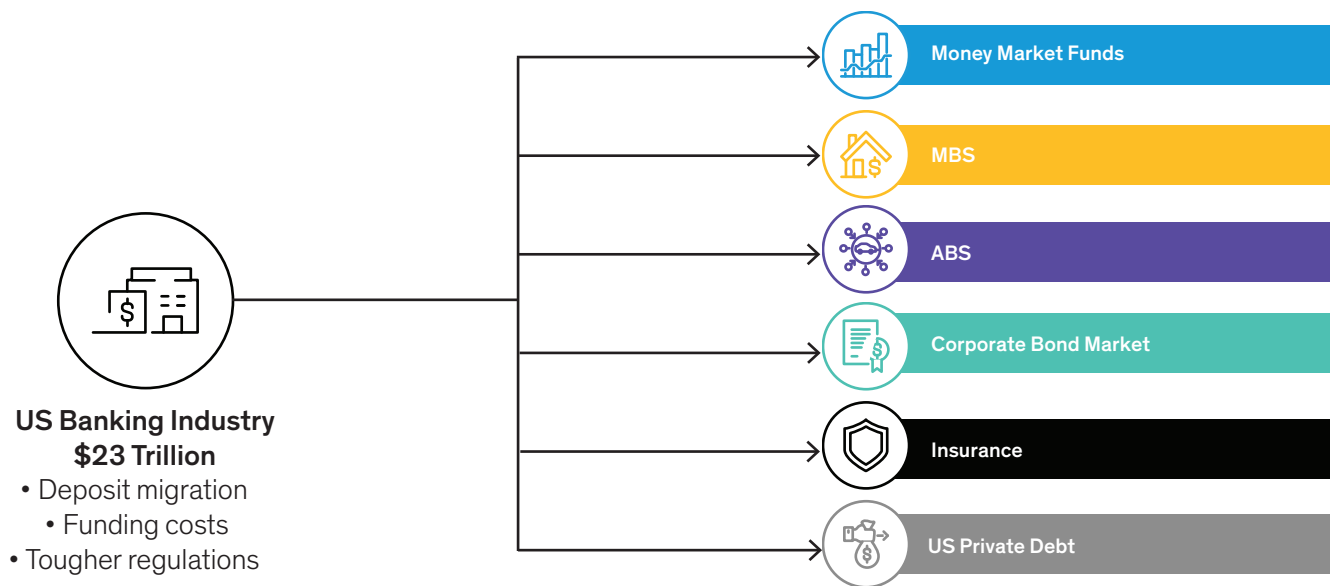 US Banking Industry
$23 Trillion
• Deposit migration
• Funding costs
• Tougher regulations
Money Market Funds
MBS
ABS
Corporate Bond Market
Insurance
US Private Debt
$
$
$
$